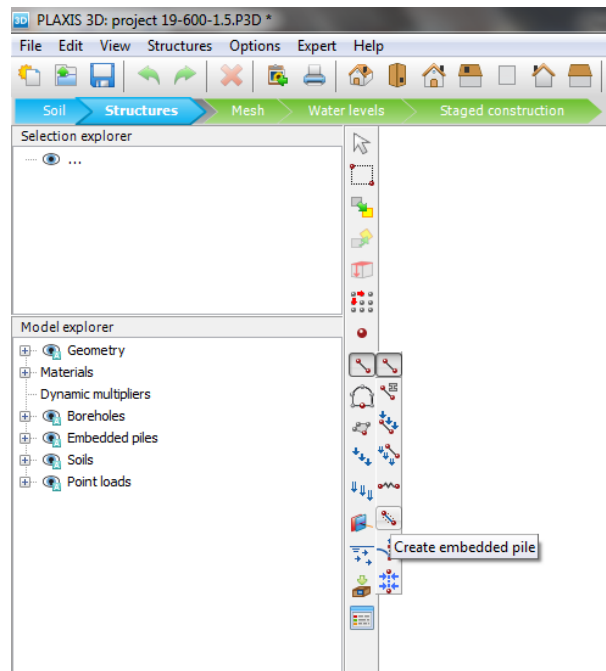 3D PLAXIS 3D: project 19-600-1.5.P3D *
File Edit View Structures Options Expert Help
Soil Structures Mesh Water levels Staged construction
Selection explorer
...
Model explorer
Geometry
Materials
Dynamic multipliers
Boreholes
Embedded piles
Soils
Point loads
Create embedded pile